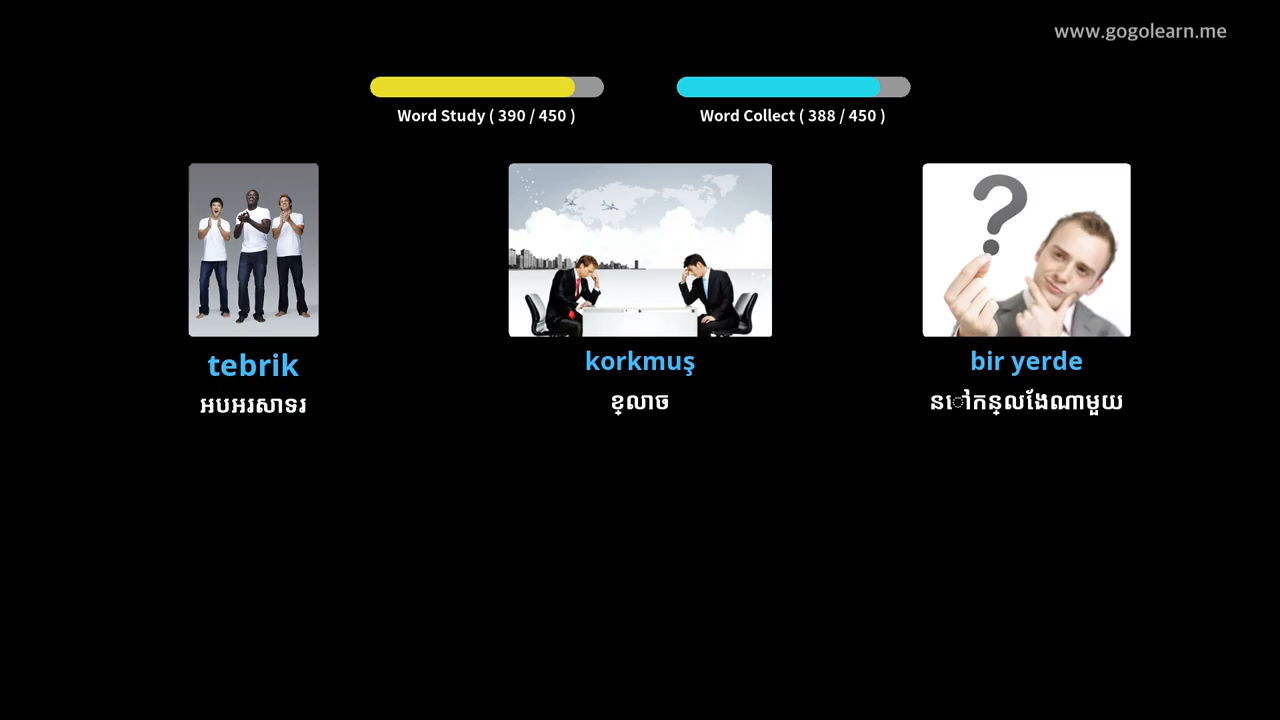 www.gogolearn.me
Word Study ( 390 / 450 )
Word Collect ( 388 / 450 )
tebrik
korkmuş
bir yerde
អបអរសាទរ
ខ្លាច
នៅកន្លែងណាមួយ